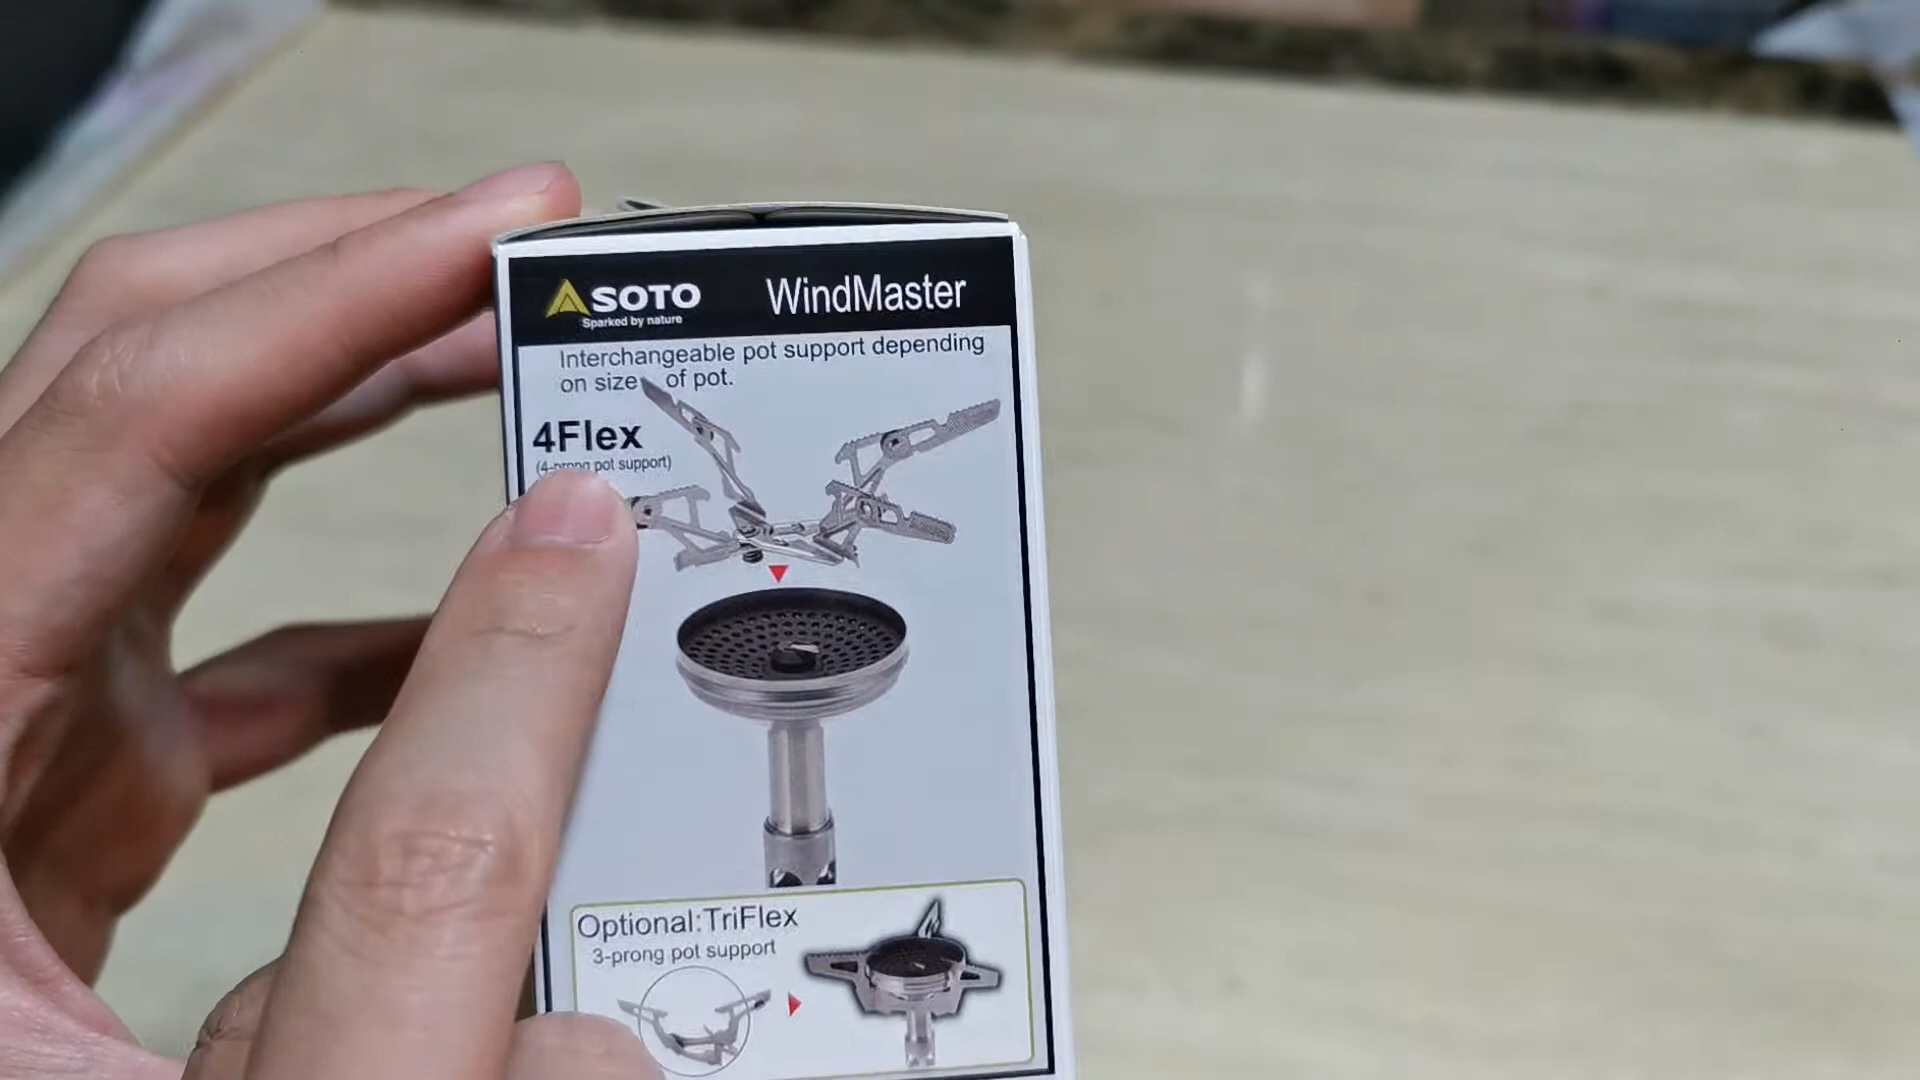 SOTO WindMaster
Sparked by nature
Interchangeable pot support depending
on size of pot.
4Flex
(4-prong pot support)
Optional:TriFlex
3-prong pot support